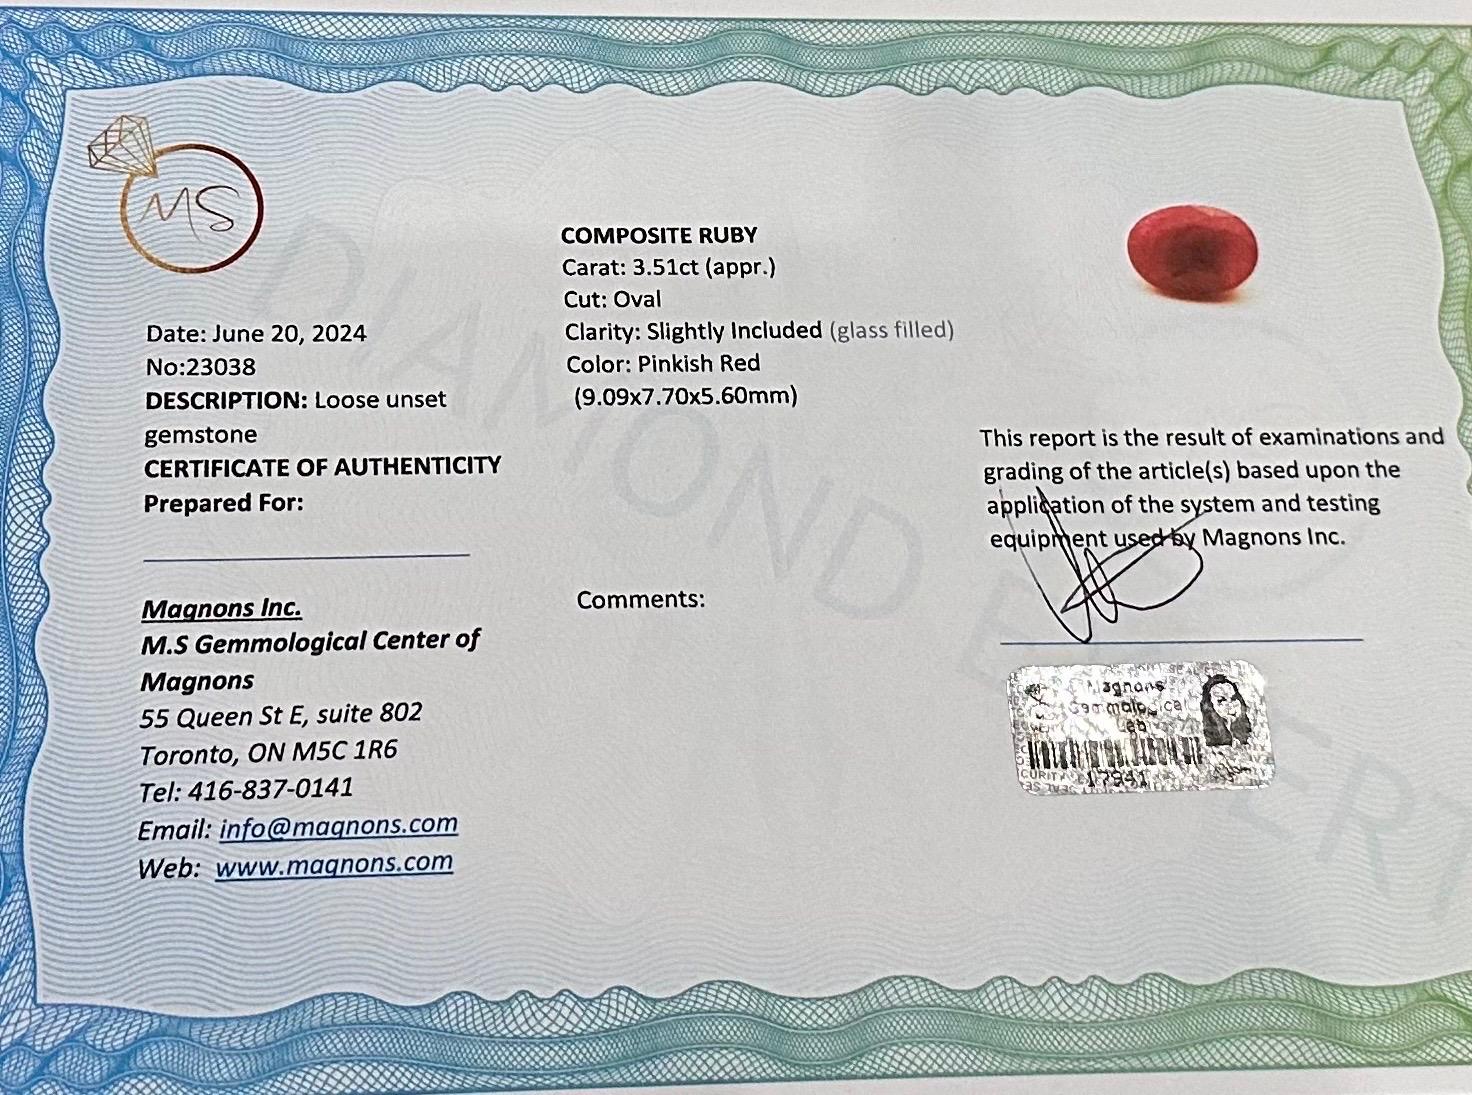 MS
Date: June 20, 2024
No:23038
DESCRIPTION: Loose unset
gemstone
CERTIFICATE OF AUTHENTICITY
Prepared For:
Magnons Inc.
M.S Gemmological Center of
Magnons
55 Queen St E, suite 802
Toronto, ON M5C 1R6
Tel: 416-837-0141
Email: info@magnons.com
Web: www.magnons.com
COMPOSITE RUBY
Carat: 3.51ct (appr.)
Cut: Oval
Clarity: Slightly Included (glass filled)
Color: Pinkish Red
(9.09x7.70x5.60mm)
Comments:
This report is the result of examinations and
grading of the article(s) based upon the
application of the system and testing
equipment used by Magnons Inc.
Magnons
Gemmological
Lab
17941
DIAMOND